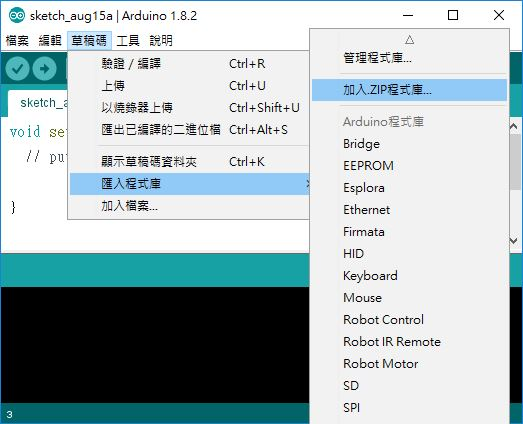 sketch_aug15a | Arduino 1.8.2
檔案 編輯 草稿碼 工具 說明
驗證／編譯 Ctrl+R
上傳 Ctrl+U
以燒錄器上傳 Ctrl+Shift+U
匯出已編譯的二進位檔 Ctrl+Alt+S
顯示草稿碼資料夾 Ctrl+K
匯入程式庫
加入檔案...
管理程式庫...
加入.ZIP程式庫...
Arduino程式庫
Bridge
EEPROM
Esplora
Ethernet
Firmata
HID
Keyboard
Mouse
Robot Control
Robot IR Remote
Robot Motor
SD
SPI
sketch_a
void se
// pu
}
3